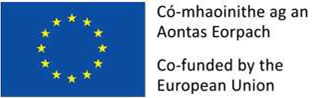 Có-mhaoinithe ag an
Aontas Eorpach
Co-funded by the
European Union